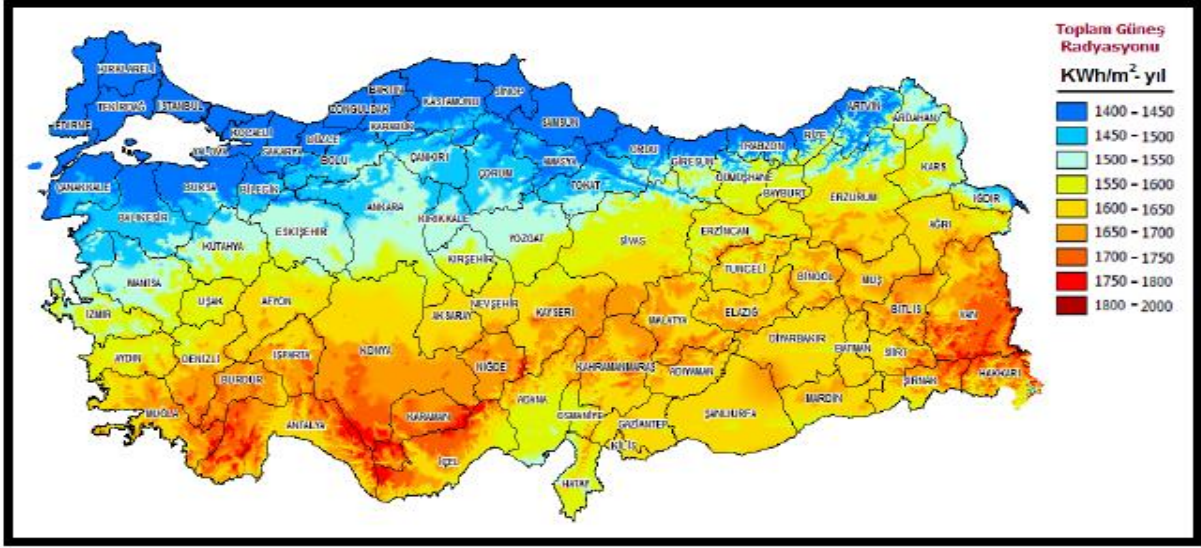 Toplam Güneş
Radyasyonu
KWh/m²- yıl
1400 - 1450
1450 - 1500
1500 - 1550
1550 - 1600
1600 - 1650
1650 - 1700
1700 - 1750
1750 - 1800
1800 - 2000
KIRKLARELİ
TEKİRDAĞ
İSTANBUL
EDİRNE
KOCAELİ
YALOVA
SAKARYA
DÜZCE
ZONGULDAK
BARTIN
KARABÜK
KASTAMONU
SİNOP
SAMSUN
ORDU
GİRESUN
TRABZON
RİZE
ARTVİN
ARDAHAN
ÇANAKKALE
BURSA
BİLECİK
BOLU
ÇANKIRI
ÇORUM
AMASYA
TOKAT
GÜMÜŞHANE
BAYBURT
ERZURUM
KARS
IĞDIR
BALIKESİR
KÜTAHYA
ESKİŞEHİR
ANKARA
KIRIKKALE
YOZGAT
SİVAS
ERZİNCAN
AĞRI
MANİSA
UŞAK
AFYON
KIRŞEHİR
NEVŞEHİR
AKSARAY
KAYSERİ
MALATYA
TUNCELİ
ELAZIĞ
BİNGÖL
MUŞ
BİTLİS
VAN
İZMİR
AYDIN
DENİZLİ
BURDUR
ISPARTA
KONYA
NİĞDE
KAHRAMANMARAŞ
ADIYAMAN
DİYARBAKIR
BATMAN
SİİRT
ŞIRNAK
HAKKARİ
MUĞLA
ANTALYA
KARAMAN
İÇEL
ADANA
OSMANİYE
GAZİANTEP
KİLİS
ŞANLIURFA
MARDİN
HATAY